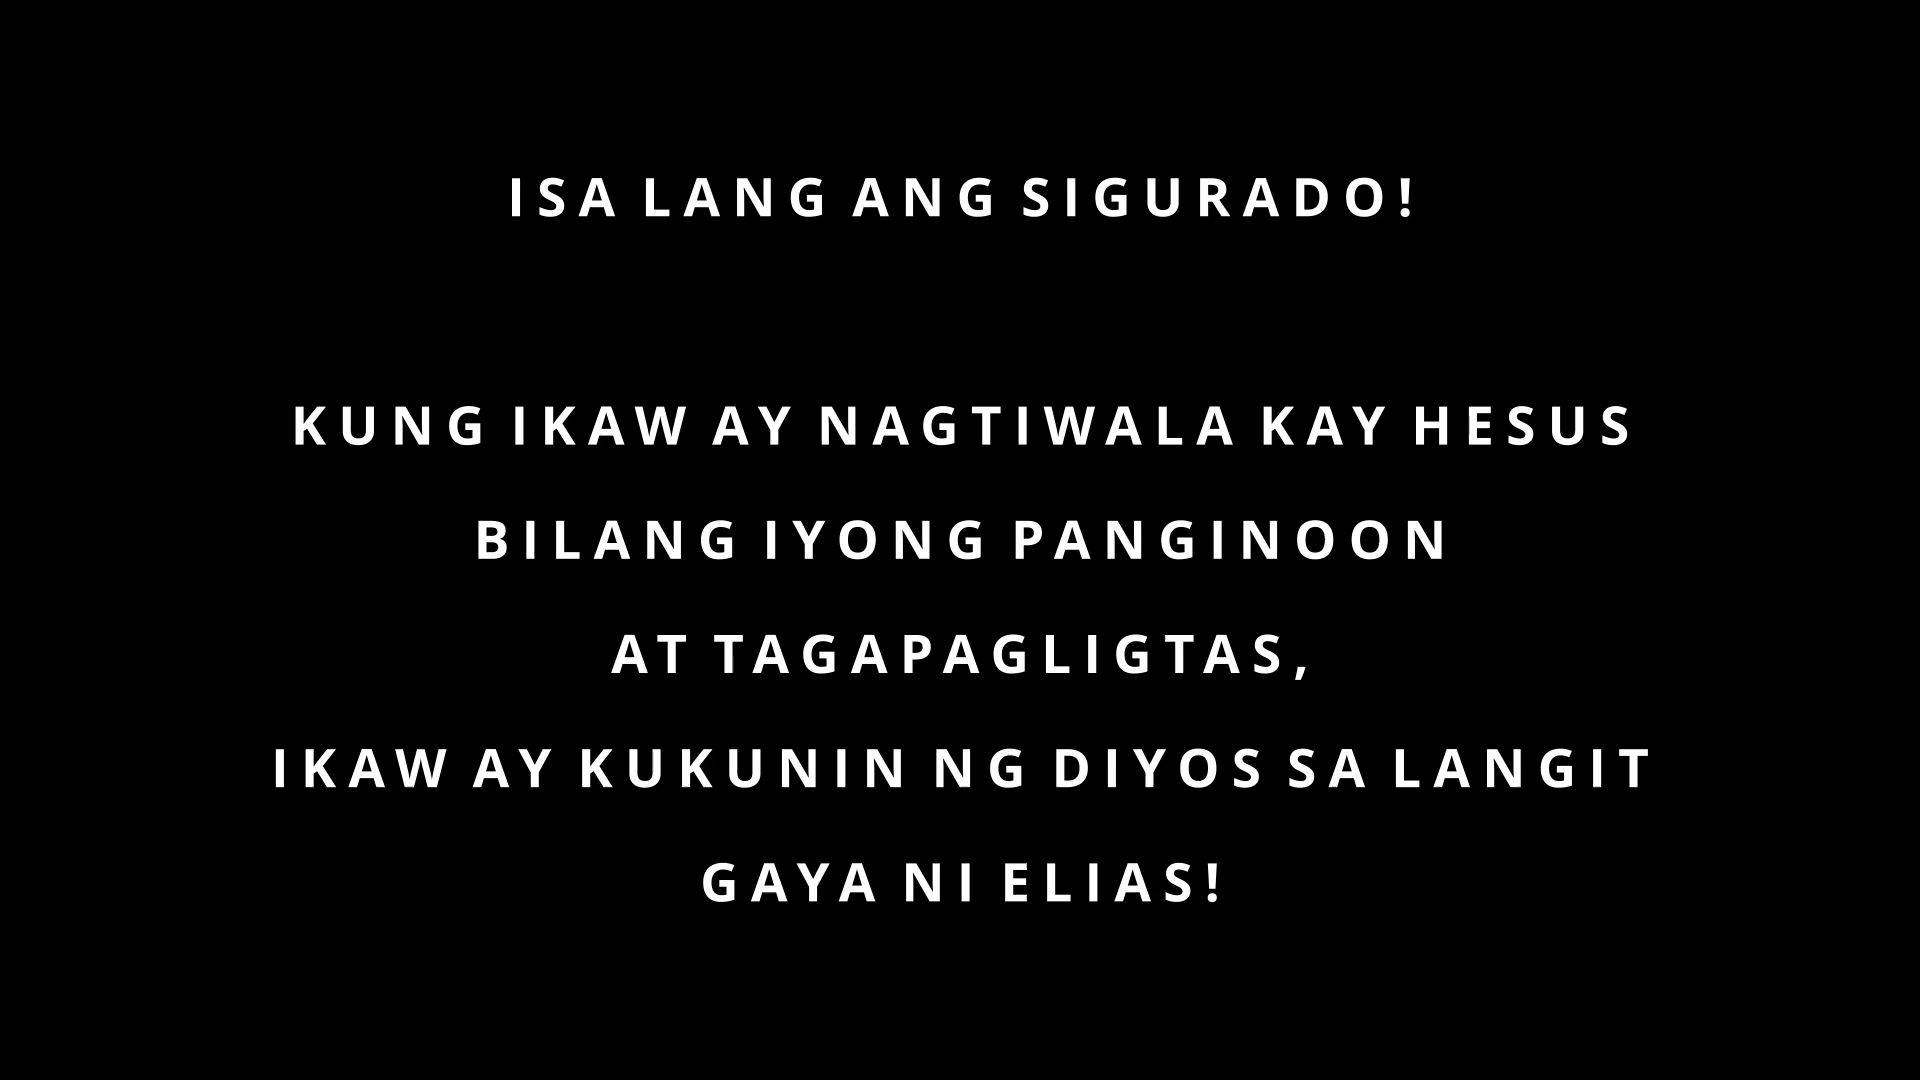 ISA LANG ANG SIGURADO!
KUNG IKAW AY NAGTIWALA KAY HESUS
BILANG IYONG PANGINOON
AT TAGAPAGLIGTAS,
IKAW AY KUKUNIN NG DIYOS SA LANGIT
GAYA NI ELIAS!